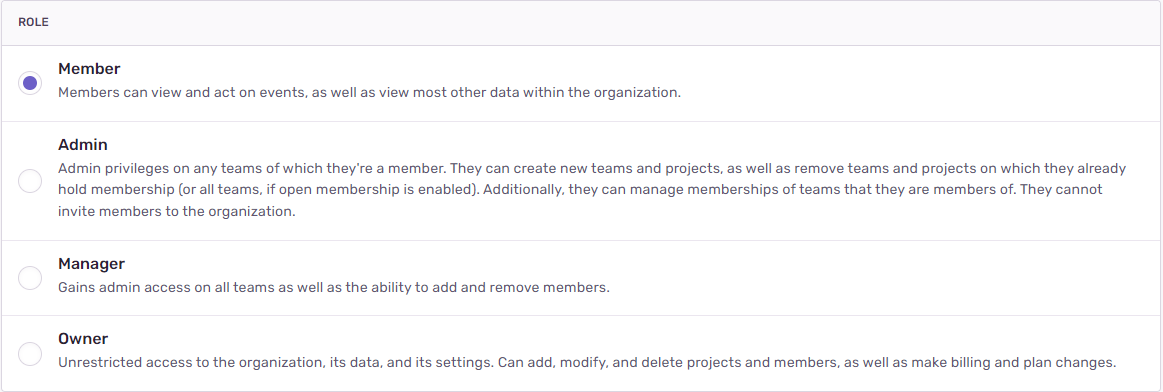 ROLE
Member
Members can view and act on events, as well as view most other data within the organization.
Admin
Admin privileges on any teams of which they're a member. They can create new teams and projects, as well as remove teams and projects on which they already
hold membership (or all teams, if open membership is enabled). Additionally, they can manage memberships of teams that they are members of. They cannot
invite members to the organization.
Manager
Gains admin access on all teams as well as the ability to add and remove members.
Owner
Unrestricted access to the organization, its data, and its settings. Can add, modify, and delete projects and members, as well as make billing and plan changes.